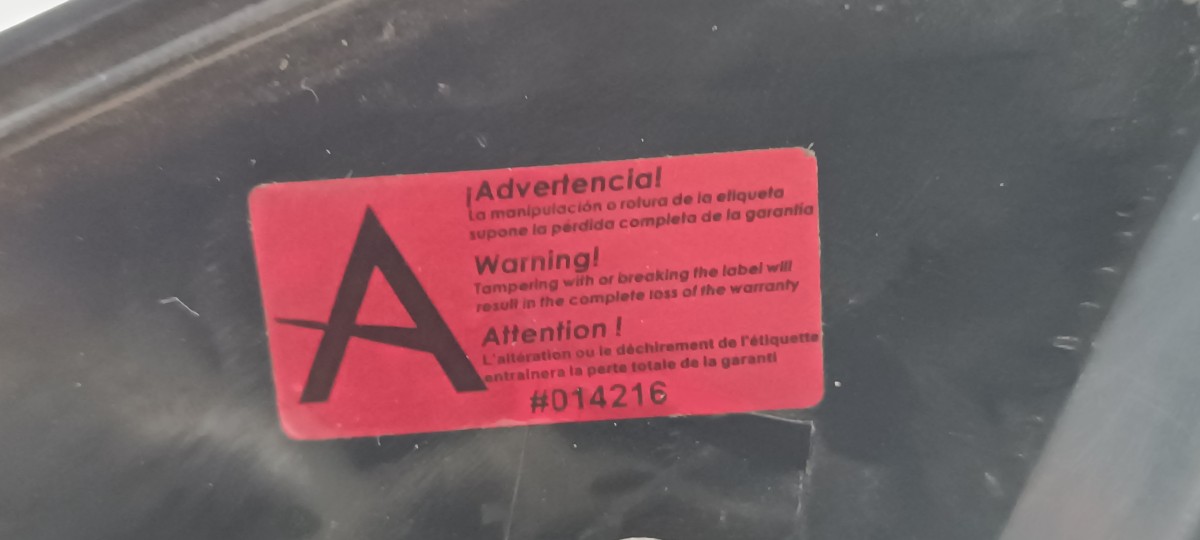 A
¡Advertencia!
La manipulación o rotura de la etiqueta
supone la pérdida completa de la garantía
Warning!
Tampering with or breaking the label will
result in the complete loss of the warranty
Attention !
L'altération ou le déchirement de l'étiquette
entraînera la perte totale de la garanti
#014216